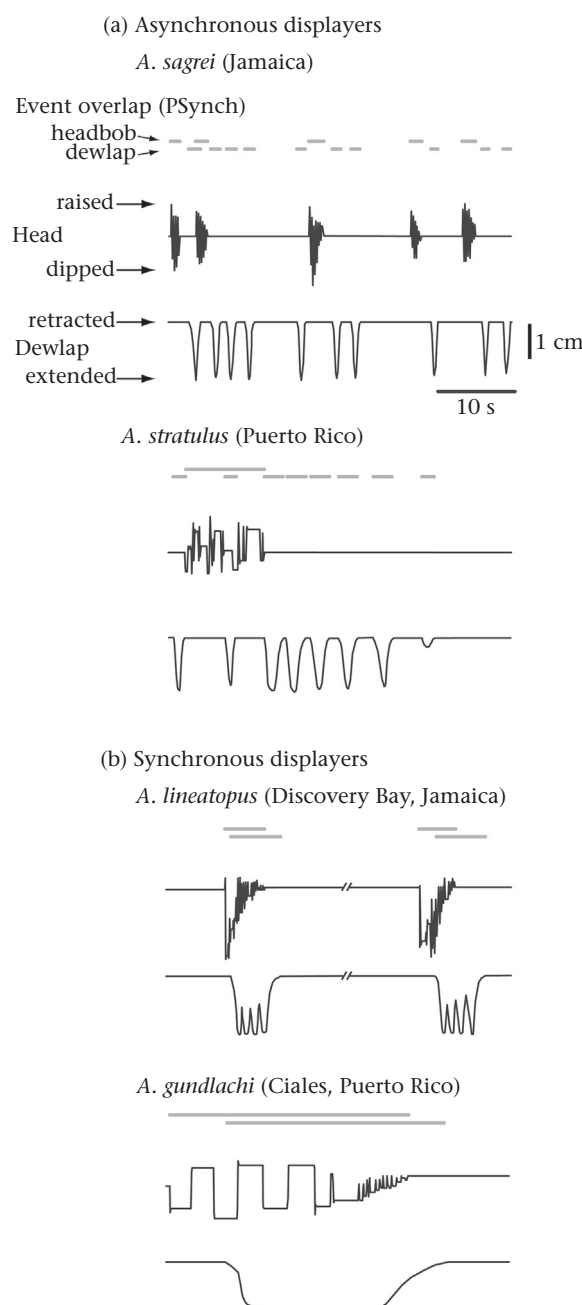 (a) Asynchronous displayers
A. sagrei (Jamaica)
Event overlap (PSynch)
headbob
dewlap
raised
Head
dipped
retracted
Dewlap
extended
1 cm
10 s
A. stratulus (Puerto Rico)
(b) Synchronous displayers
A. lineatopus (Discovery Bay, Jamaica)
A. gundlachi (Ciales, Puerto Rico)